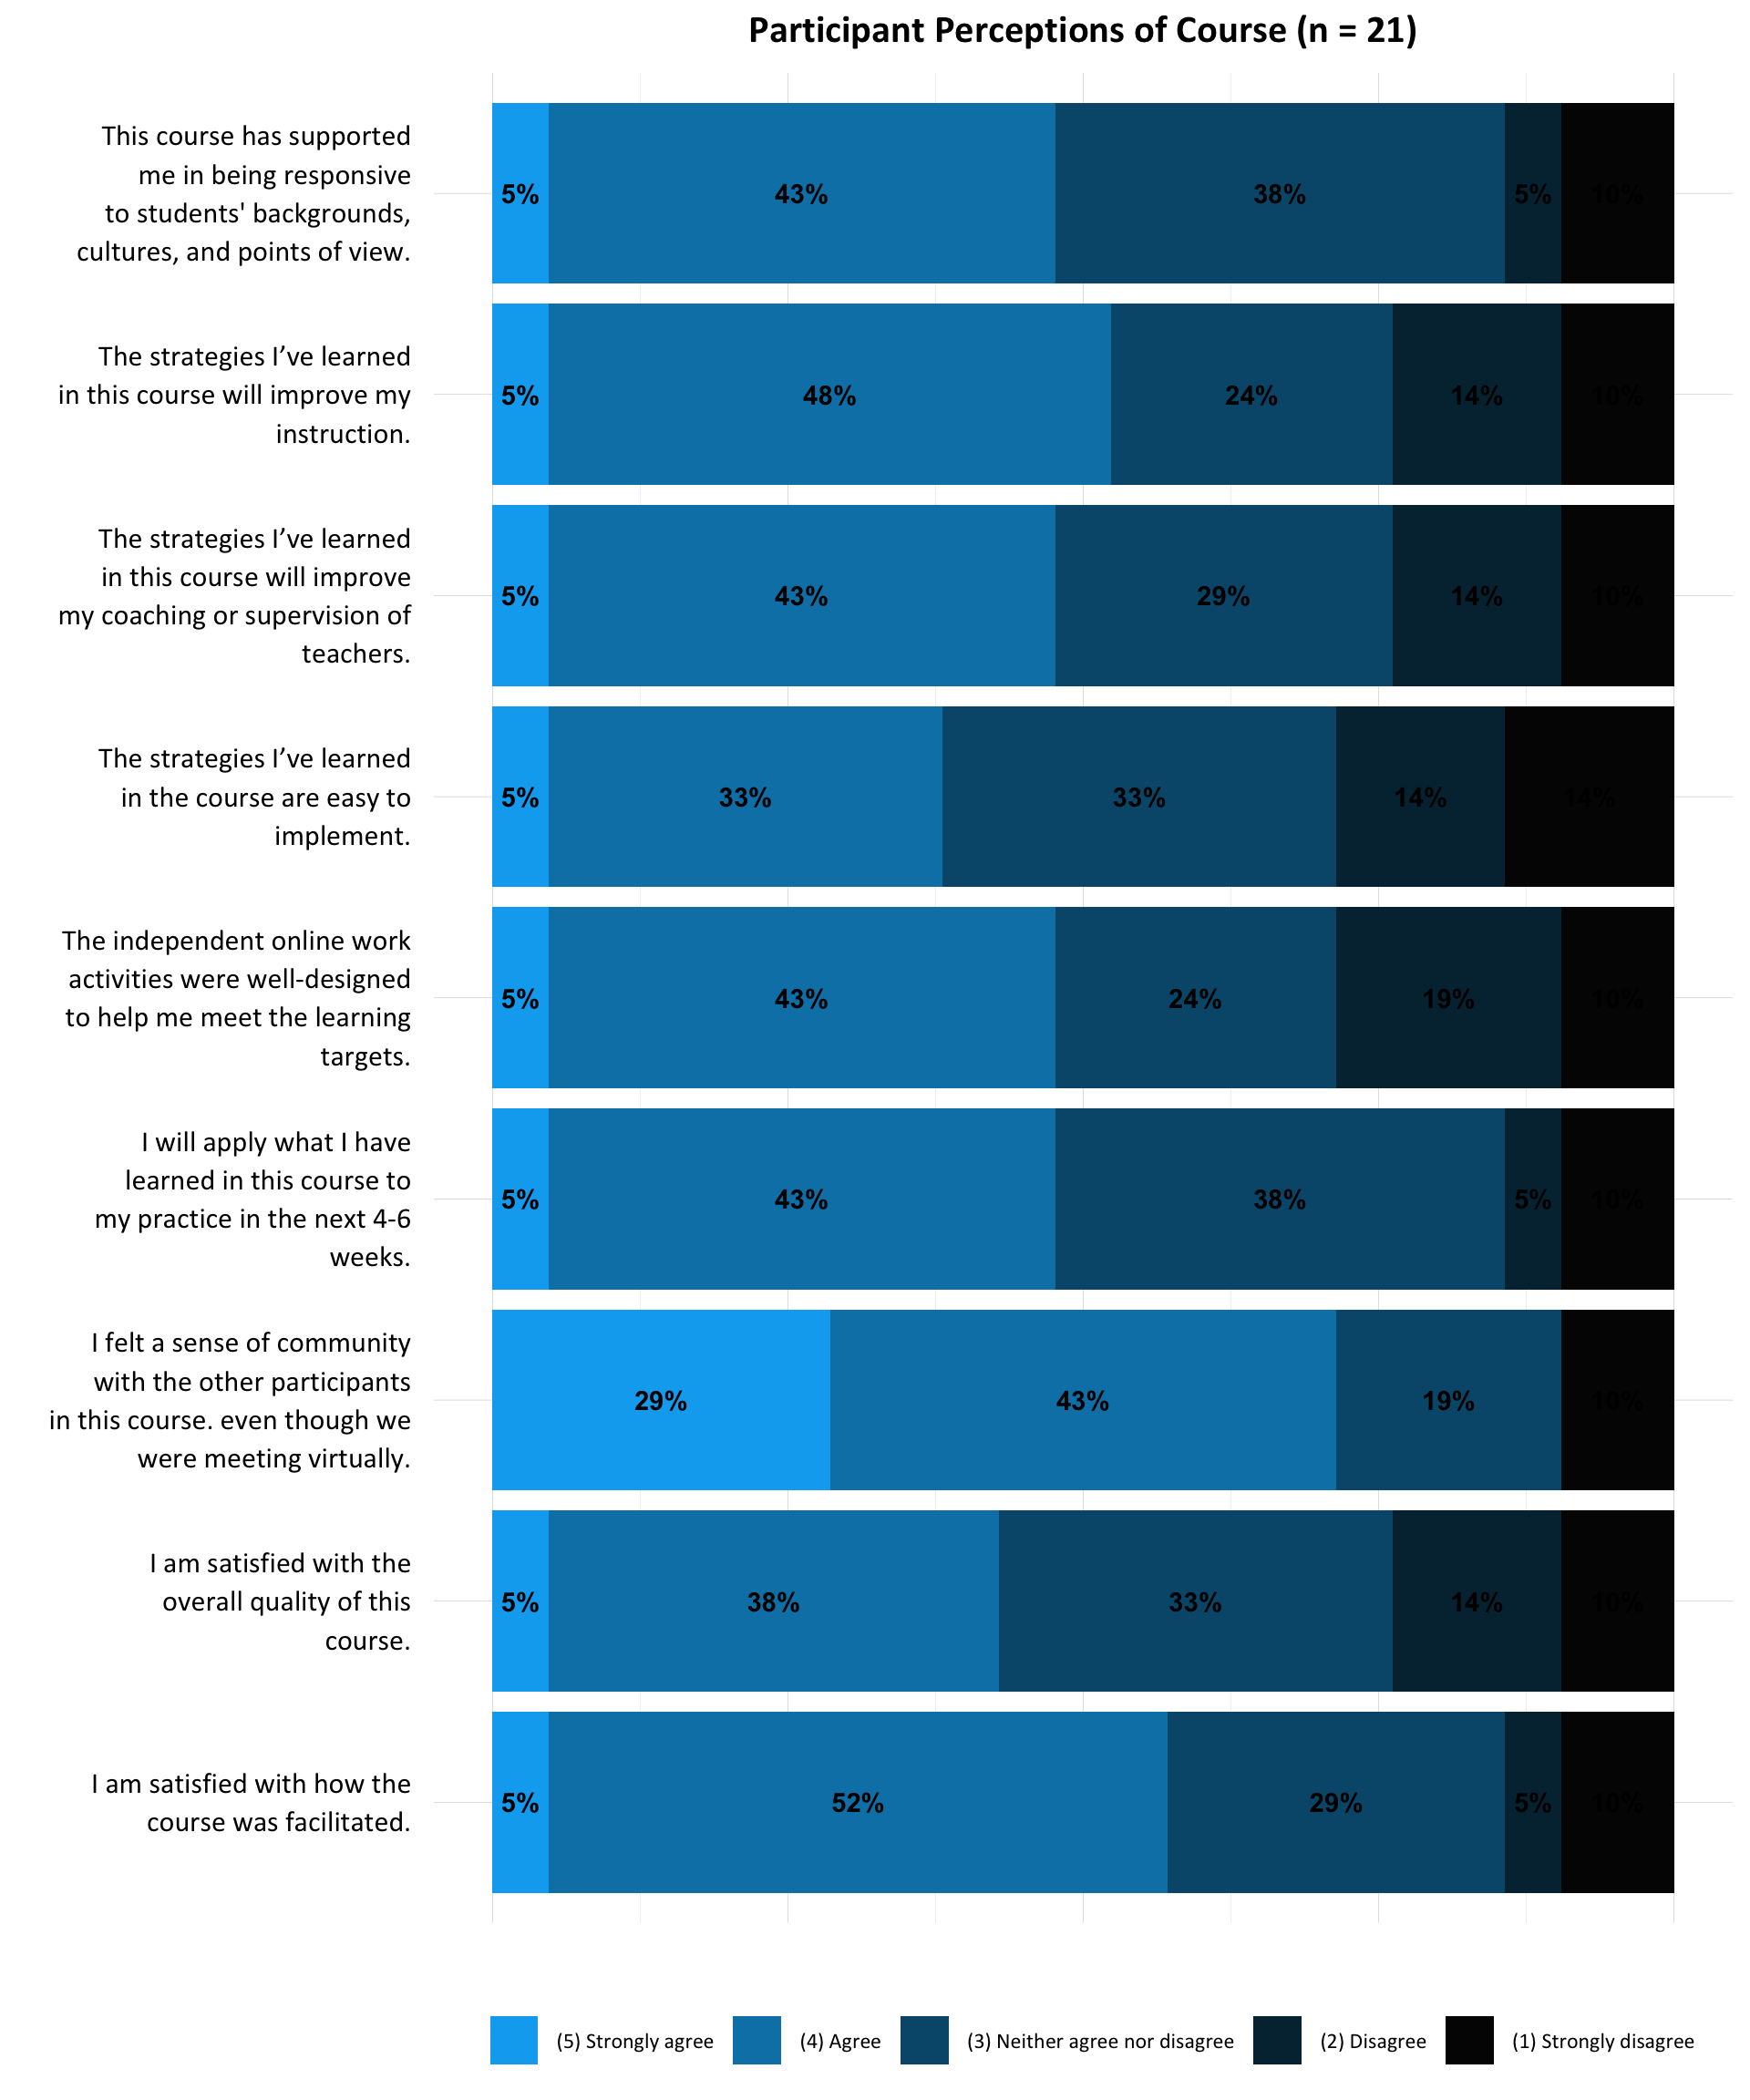 Participant Perceptions of Course (n = 21)
This course has supported
me in being responsive
to students' backgrounds,
cultures, and points of view.
5% 43% 38% 5% 10%
The strategies I’ve learned
in this course will improve my
instruction.
5% 48% 24% 14% 10%
The strategies I’ve learned
in this course will improve
my coaching or supervision of
teachers.
5% 43% 29% 14% 10%
The strategies I’ve learned
in the course are easy to
implement.
5% 33% 33% 14% 14%
The independent online work
activities were well-designed
to help me meet the learning
targets.
5% 43% 24% 19% 10%
I will apply what I have
learned in this course to
my practice in the next 4-6
weeks.
5% 43% 38% 5% 10%
I felt a sense of community
with the other participants
in this course. even though we
were meeting virtually.
29% 43% 19% 10%
I am satisfied with the
overall quality of this
course.
5% 38% 33% 14% 10%
I am satisfied with how the
course was facilitated.
5% 52% 29% 5% 10%
(5) Strongly agree (4) Agree (3) Neither agree nor disagree (2) Disagree (1) Strongly disagree